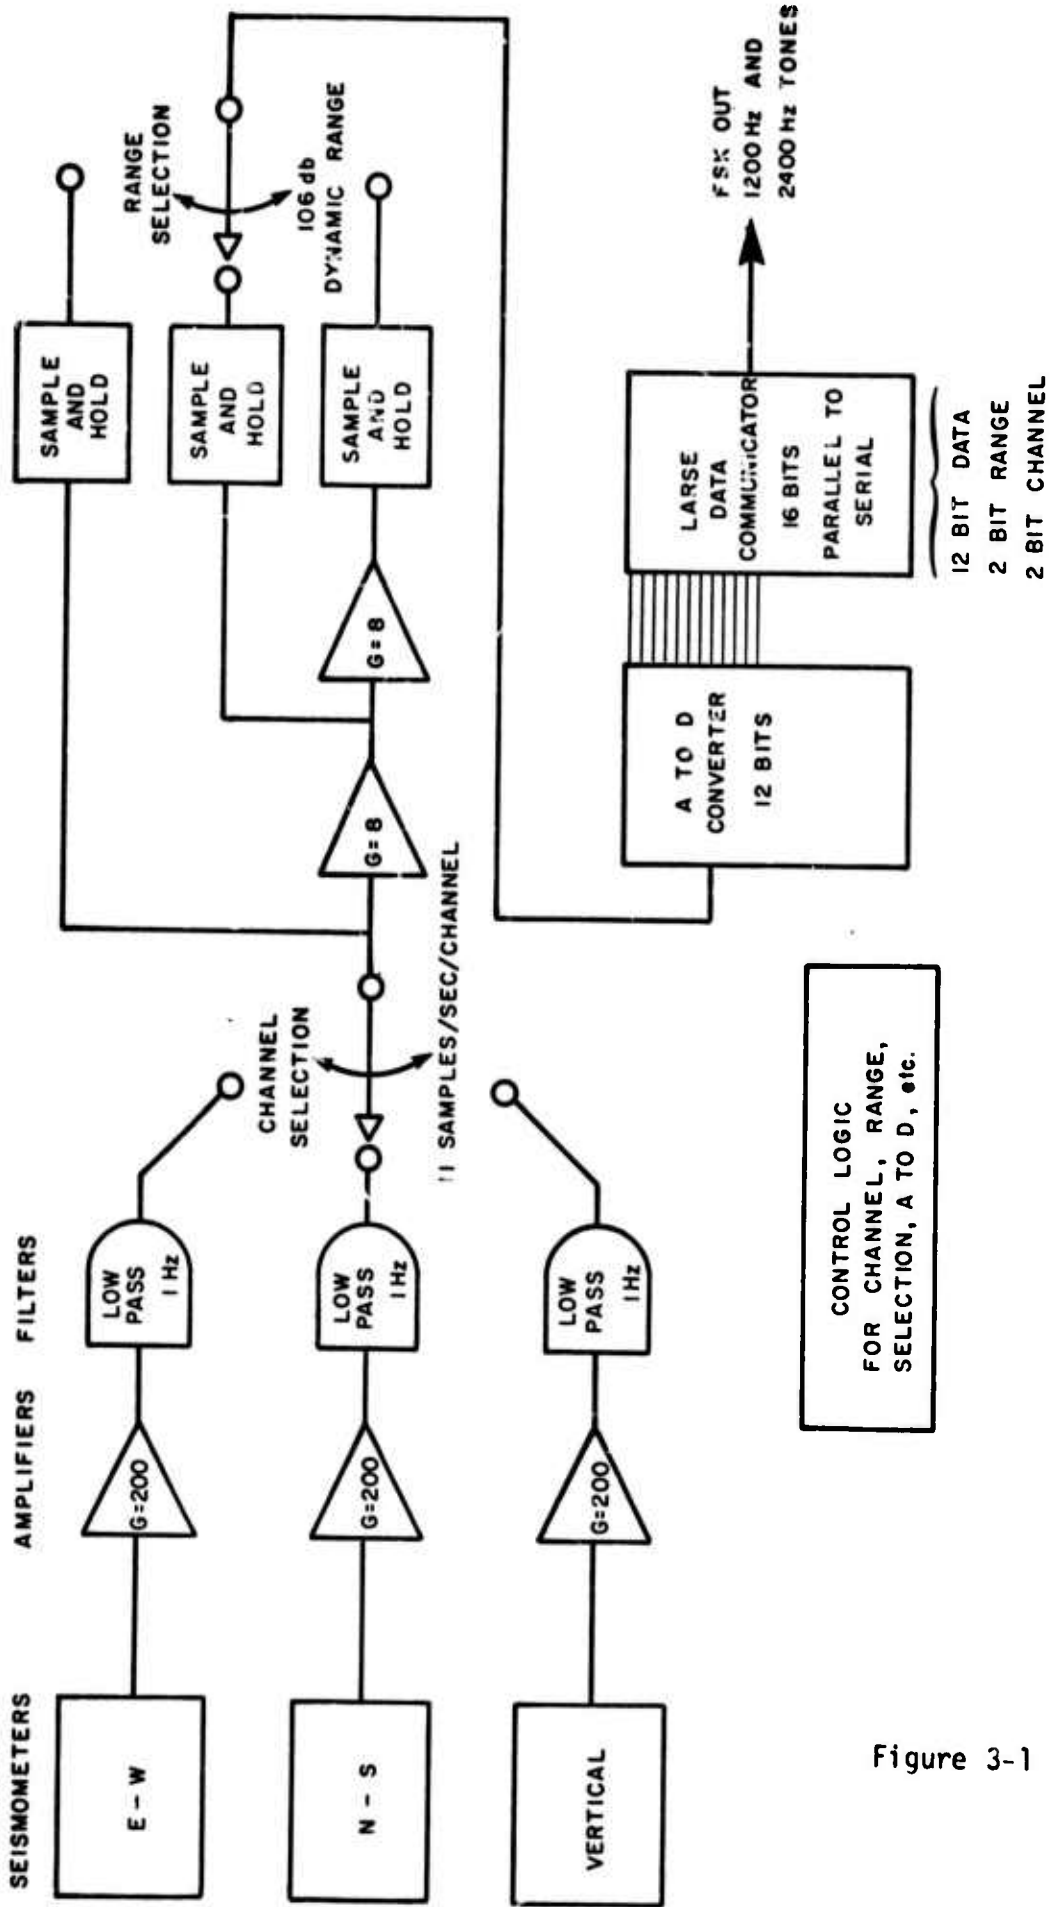 SEISMOMETERS
AMPLIFIERS
FILTERS
E - W
G=200
LOW
PASS
1 Hz
N - S
G=200
LOW
PASS
1 Hz
VERTICAL
G=200
LOW
PASS
1 Hz
CHANNEL
SELECTION
11 SAMPLES/SEC/CHANNEL
G=8
G=8
SAMPLE
AND
HOLD
SAMPLE
AND
HOLD
SAMPLE
AND
HOLD
RANGE
SELECTION
106 db
DYNAMIC RANGE
A TO D
CONVERTER
12 BITS
LARSE
DATA
COMMUNICATOR
16 BITS
PARALLEL TO
SERIAL
12 BIT DATA
2 BIT RANGE
2 BIT CHANNEL
FSK OUT
1200 Hz AND
2400 Hz TONES
CONTROL LOGIC
FOR CHANNEL, RANGE,
SELECTION, A TO D, etc.
Figure 3-1